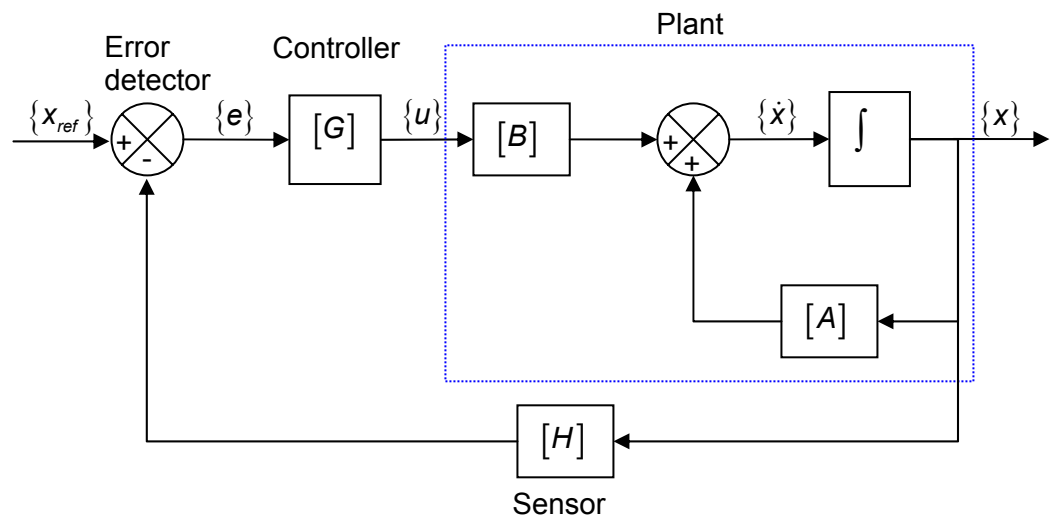 Plant
Error
detector
Controller
{x_ref}
{e}
{u}
{ẋ}
{x}
+
-
[G]
[B]
+
+
∫
[A]
[H]
Sensor